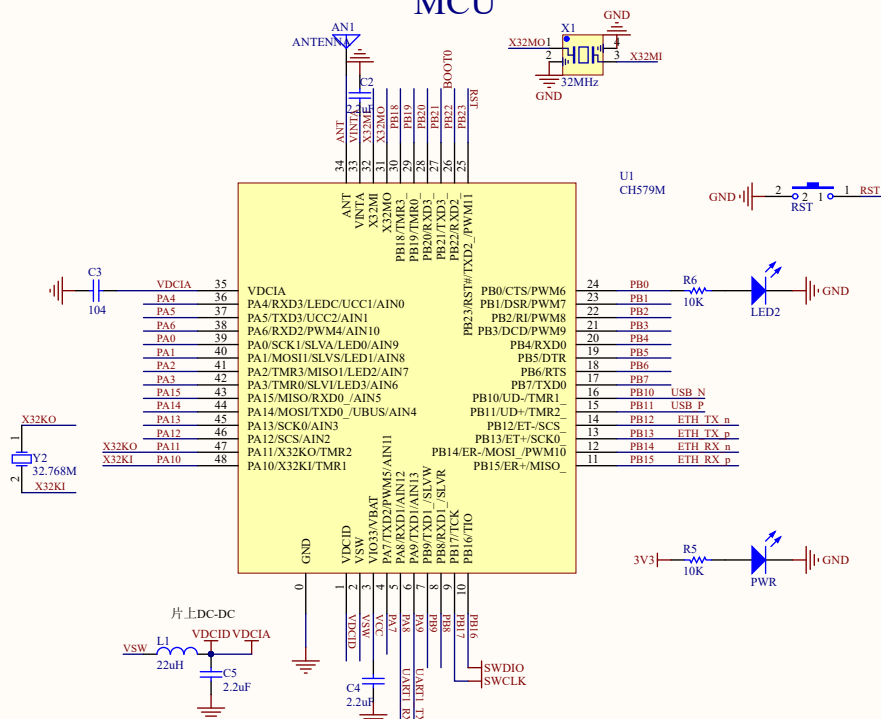 MCU
AN1
ANTENNA
C2
2.2uF
ANT
VINTA
X32MI
X32MO
PB18
PB19
PB20
PB21
BOOT0
PB22
PB23
RST
34
33
32
31
30
29
28
27
26
25
X1
GND
X32MO 1
4
2
3 X32MI
GND
32MHz
U1
CH579M
GND
2
2 1
1
RST
RST
ANT
VINTA
X32MI
X32MO
PB18/TMR3_
PB19/TMR0_
PB20/RXD3_
PB21/TXD3_
PB22/RXD2_
PB23/RST#/TXD2_/PWM11
C3
104
VDCIA 35 VDCIA
PA4 36 PA4/RXD3/LEDC/UCC1/AIN0
PA5 37 PA5/TXD3/UCC2/AIN1
PA6 38 PA6/RXD2/PWM4/AIN10
PA0 39 PA0/SCK1/SLVA/LED0/AIN9
PA1 40 PA1/MOSI1/SLVS/LED1/AIN8
PA2 41 PA2/TMR3/MISO1/LED2/AIN7
PA3 42 PA3/TMR0/SLVI/LED3/AIN6
PA15 43 PA15/MISO/RXD0_/AIN5
PA14 44 PA14/MOSI/TXD0_/UBUS/AIN4
PA13 45 PA13/SCK0/AIN3
PA12 46 PA12/SCS/AIN2
X32KO PA11 47 PA11/X32KO/TMR2
X32KI PA10 48 PA10/X32KI/TMR1
PB0/CTS/PWM6 24 PB0
PB1/DSR/PWM7 23 PB1
PB2/RI/PWM8 22 PB2
PB3/DCD/PWM9 21 PB3
PB4/RXD0 20 PB4
PB5/DTR 19 PB5
PB6/RTS 18 PB6
PB7/TXD0 17 PB7
PB10/UD-/TMR1_ 16 PB10 USB_N
PB11/UD+/TMR2_ 15 PB11 USB_P
PB12/ET-/SCS_ 14 PB12 ETH_TX_n
PB13/ET+/SCK0_ 13 PB13 ETH_TX_p
PB14/ER-/MOSI_/PWM10 12 PB14 ETH_RX_n
PB15/ER+/MISO_ 11 PB15 ETH_RX_p
R6
10K
LED2
GND
X32KO
1
Y2
32.768M
2
X32KI
3V3
R5
10K
PWR
GND
GND
VDCID
VSW
VIO33/VBAT
PA7/TXD2/PWM5/AIN11
PA8/RXD1/AIN12
PA9/TXD1/AIN13
PB9/TXD1_/SLVW
PB8/RXD1_/SLVR
PB17/TCK
PB16/TIO
0
1
2
3
4
5
6
7
8
9
10
VDCID
VSW
VCC
PA7
PA8
PA9
PB9
PB8
PB17
PB16
片上DC-DC
VDCID VDCIA
VSW
L1
22uH
C5
2.2uF
C4
2.2uF
SWDIO
SWCLK